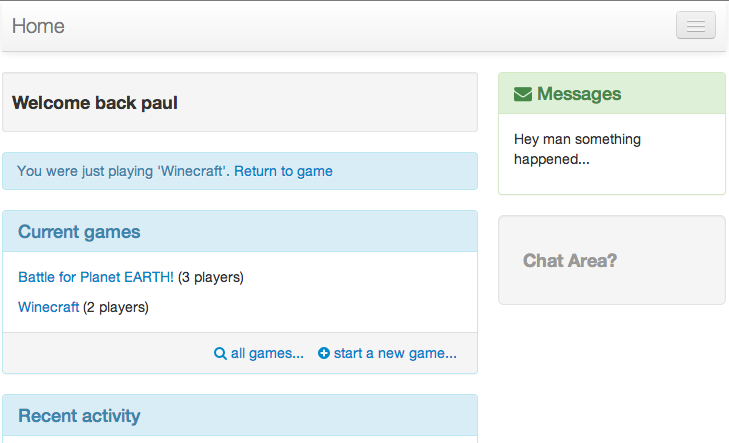 Home
Welcome back paul
You were just playing 'Winecraft'. Return to game
Current games
Battle for Planet EARTH! (3 players)
Winecraft (2 players)
all games... start a new game...
Recent activity
Messages
Hey man something
happened...
Chat Area?